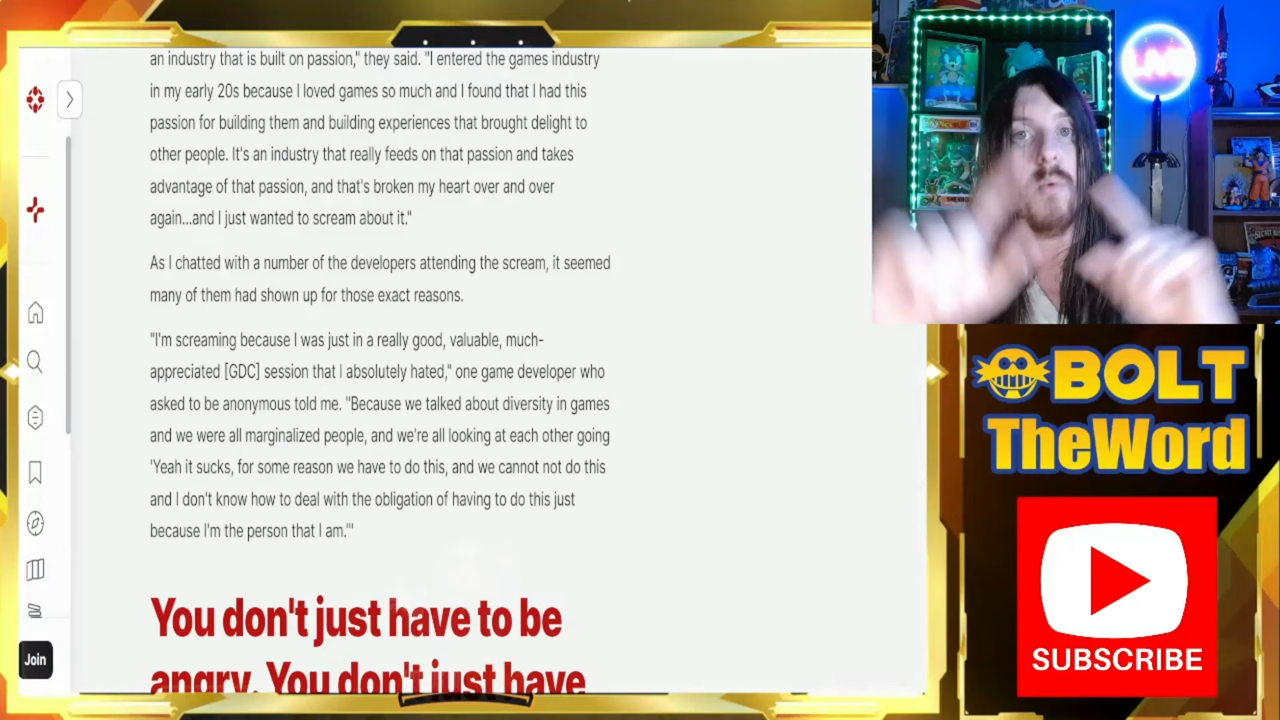 an industry that is built on passion," they said. "I entered the games industry
in my early 20s because I loved games so much and I found that I had this
passion for building them and building experiences that brought delight to
other people. It's an industry that really feeds on that passion and takes
advantage of that passion, and that's broken my heart over and over
again...and I just wanted to scream about it."
As I chatted with a number of the developers attending the scream, it seemed
many of them had shown up for those exact reasons.
"I'm screaming because I was just in a really good, valuable, much-
appreciated [GDC] session that I absolutely hated," one game developer who
asked to be anonymous told me. "Because we talked about diversity in games
and we were all marginalized people, and we're all looking at each other going
'Yeah it sucks, for some reason we have to do this, and we cannot not do this
and I don't know how to deal with the obligation of having to do this just
because I'm the person that I am.'"
You don't just have to be
angry. You don't just have
Join
LIVE
BOLT
TheWord
SUBSCRIBE